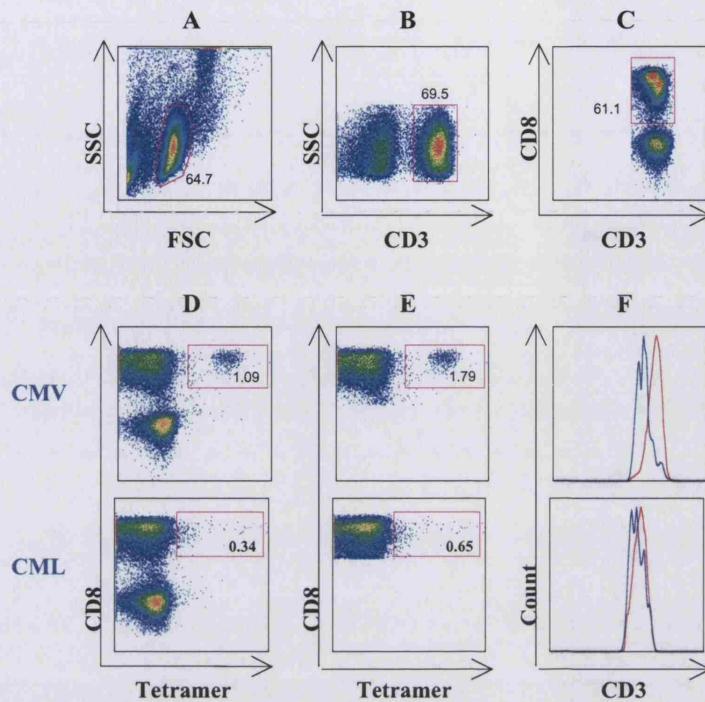 A B C
SSC
64.7
FSC
SSC
69.5
CD3
CD8
61.1
CD3
D E F
CMV
1.09
1.79
CML
CD8
0.34
Tetramer
CD8
0.65
Tetramer
Count
CD3